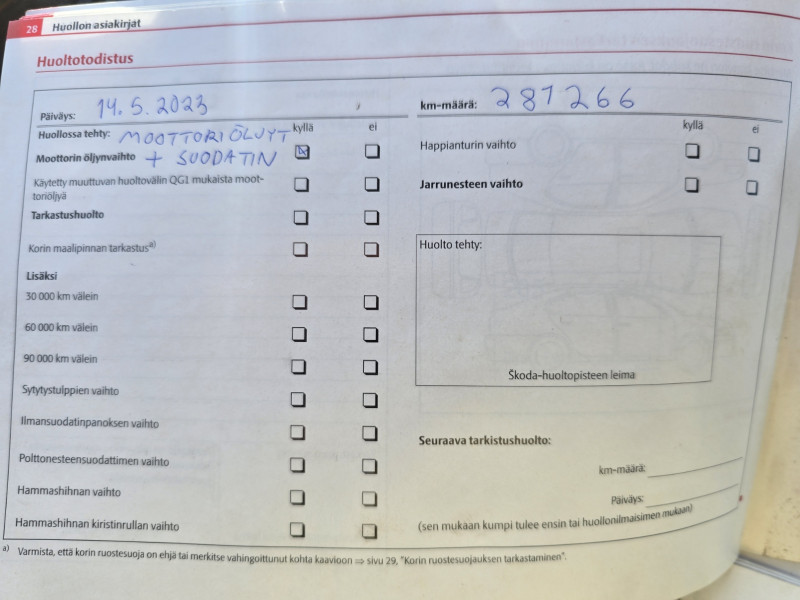 28 Huollon asiakirjat
Huoltotodistus
Päiväys: 14.5.2023
km-määrä: 281266
Huollossa tehty: MOOTTORIÖLJYT kyllä ei
Moottorin öljynvaihto + SUODATIN
Käytetty muuttuvan huoltovälin QG1 mukaista moot-
toriöljyä
Tarkastushuolto
Korin maalipinnan tarkastus a)
Lisäksi
30 000 km välein
60 000 km välein
90 000 km välein
Sytytystulppien vaihto
Ilmansuodatinpanoksen vaihto
Polttonesteensuodattimen vaihto
Hammashihnan vaihto
Hammashihnan kiristinrullan vaihto
kyllä ei
Happianturin vaihto
Jarrunesteen vaihto
Huolto tehty:
Škoda-huoltopisteen leima
Seuraava tarkistushuolto:
km-määrä:
Päiväys:
(sen mukaan kumpi tulee ensin tai huollonilmaisimen mukaan)
a) Varmista, että korin ruostesuoja on ehjä tai merkitse vahingoittunut kohta kaavioon ⇒ sivu 29, "Korin ruostesuojauksen tarkastaminen".